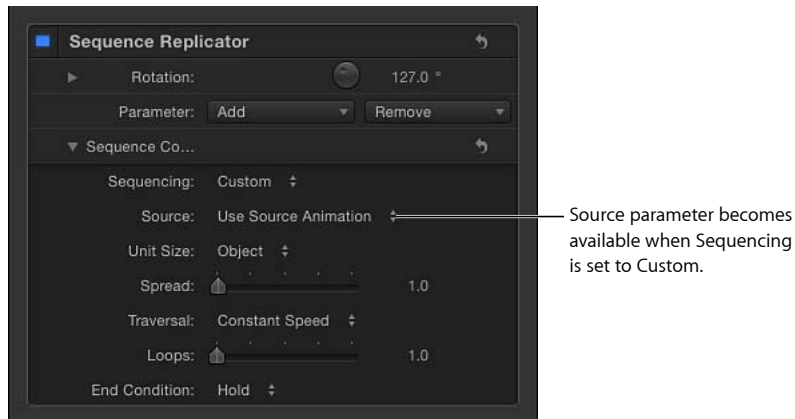 Sequence Replicator
Rotation: 127.0 °
Parameter: Add Remove
Sequence Co...
Sequencing: Custom
Source: Use Source Animation
Source parameter becomes
available when Sequencing
is set to Custom.
Unit Size: Object
Spread: 1.0
Traversal: Constant Speed
Loops: 1.0
End Condition: Hold